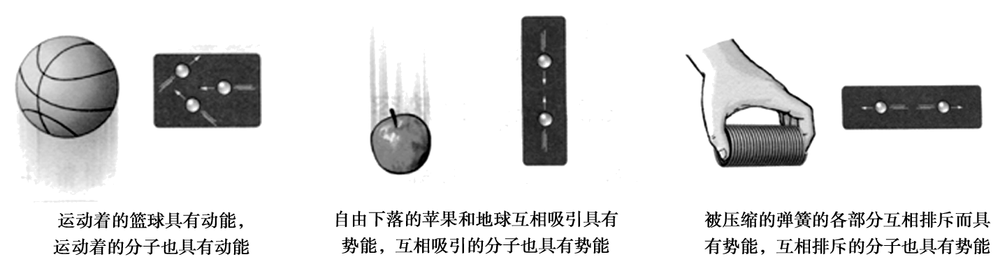 运动着的篮球具有动能，
运动着的分子也具有动能
自由下落的苹果和地球互相吸引具有
势能，互相吸引的分子也具有势能
被压缩的弹簧的各部分互相排斥而具
有势能，互相排斥的分子也具有势能